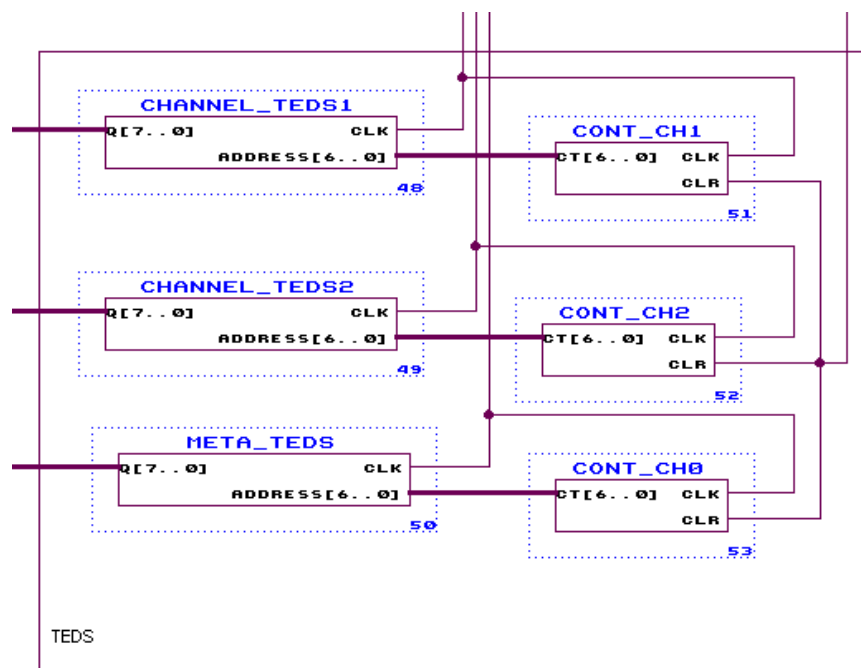 CHANNEL_TEDS1
Q[7..0] CLK
ADDRESS[6..0]
48
CONT_CH1
CT[6..0] CLK
CLR
51
CHANNEL_TEDS2
Q[7..0] CLK
ADDRESS[6..0]
49
CONT_CH2
CT[6..0] CLK
CLR
52
META_TEDS
Q[7..0] CLK
ADDRESS[6..0]
50
CONT_CH0
CT[6..0] CLK
CLR
53
TEDS